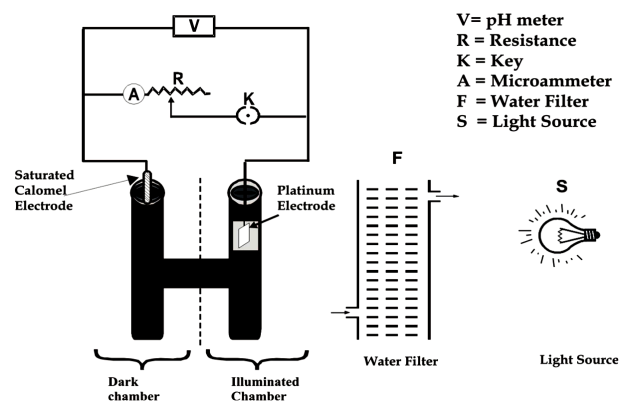 V
V= pH meter
R = Resistance
K = Key
A = Microammeter
F = Water Filter
S = Light Source
R
A
K
Saturated
Calomel
Electrode
Platinum
Electrode
F
S
Water Filter
Light Source
Dark
chamber
Illuminated
Chamber